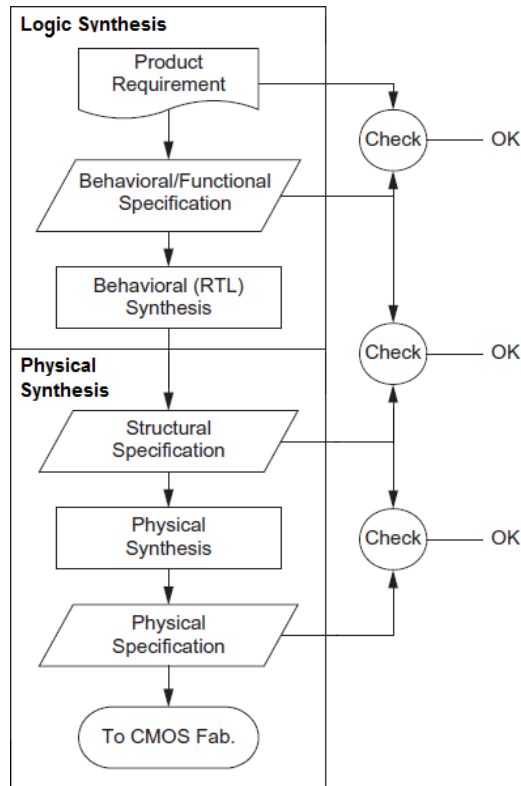 Logic Synthesis
Product
Requirement
Check
OK
Behavioral/Functional
Specification
Behavioral (RTL)
Synthesis
Physical
Synthesis
Check
OK
Structural
Specification
Physical
Synthesis
Check
OK
Physical
Specification
To CMOS Fab.